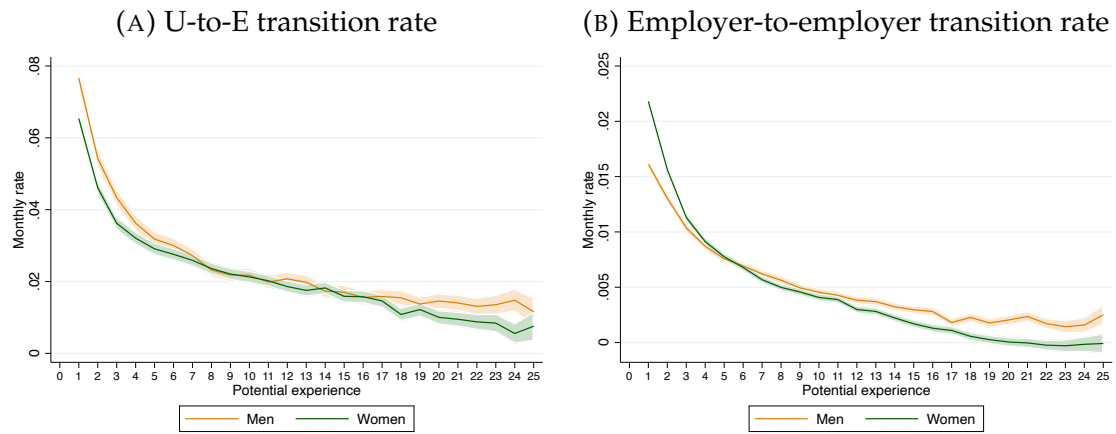 (A) U-to-E transition rate
.08
.06
.04
.02
0
Monthly rate
0 1 2 3 4 5 6 7 8 9 10 11 12 13 14 15 16 17 18 19 20 21 22 23 24 25
Potential experience
Men Women
(B) Employer-to-employer transition rate
.025
.02
.015
.01
.005
0
Monthly rate
0 1 2 3 4 5 6 7 8 9 10 11 12 13 14 15 16 17 18 19 20 21 22 23 24 25
Potential experience
Men Women